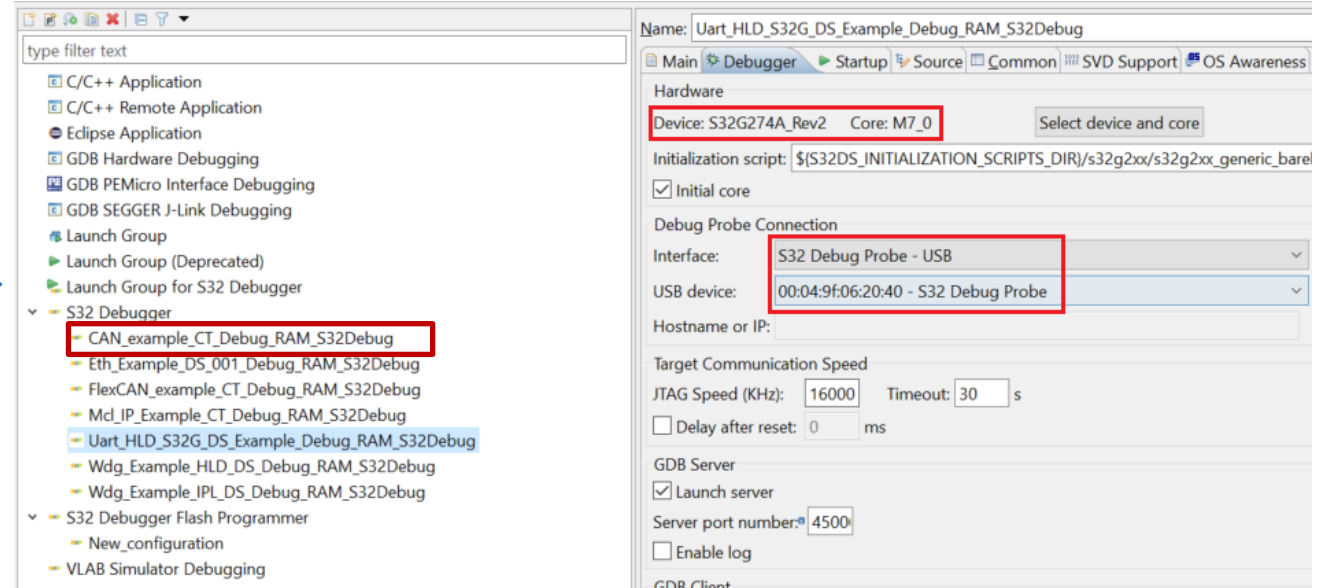 type filter text
C/C++ Application
C/C++ Remote Application
Eclipse Application
GDB Hardware Debugging
GDB PEMicro Interface Debugging
GDB SEGGER J-Link Debugging
Launch Group
Launch Group (Deprecated)
Launch Group for S32 Debugger
S32 Debugger
CAN_example_CT_Debug_RAM_S32Debug
Eth_Example_DS_001_Debug_RAM_S32Debug
FlexCAN_example_CT_Debug_RAM_S32Debug
Mcl_IP_Example_CT_Debug_RAM_S32Debug
Uart_HLD_S32G_DS_Example_Debug_RAM_S32Debug
Wdg_Example_HLD_DS_Debug_RAM_S32Debug
Wdg_Example_IPL_DS_Debug_RAM_S32Debug
S32 Debugger Flash Programmer
New_configuration
VLAB Simulator Debugging
Name: Uart_HLD_S32G_DS_Example_Debug_RAM_S32Debug
Main Debugger Startup Source Common SVD Support OS Awareness
Hardware
Device: S32G274A_Rev2 Core: M7_0 Select device and core
Initialization script: ${S32DS_INITIALIZATION_SCRIPTS_DIR}/s32g2xx/s32g2xx_generic_bare
Initial core
Debug Probe Connection
Interface: S32 Debug Probe - USB
USB device: 00:04:9f:06:20:40 - S32 Debug Probe
Hostname or IP:
Target Communication Speed
JTAG Speed (KHz): 16000 Timeout: 30 s
Delay after reset: 0 ms
GDB Server
Launch server
Server port number: 4500
Enable log
GDB Client